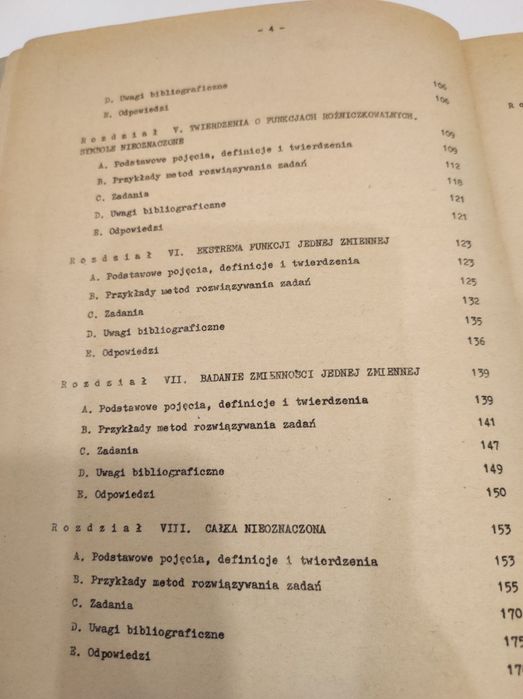 - 4 -
D. Uwagi bibliograficzne 106
E. Odpowiedzi 106
Rozdział V. TWIERDZENIA O FUNKCJACH RÓŻNICZKOWALNYCH.
SYMBOLE NIEOZNACZONE 109
A. Podstawowe pojęcia, definicje i twierdzenia 109
B. Przykłady metod rozwiązywania zadań 112
C. Zadania 118
D. Uwagi bibliograficzne 121
E. Odpowiedzi 121
Rozdział VI. EKSTREMA FUNKCJI JEDNEJ ZMIENNEJ 123
A. Podstawowe pojęcia, definicje i twierdzenia 123
B. Przykłady metod rozwiązywania zadań 125
C. Zadania 132
D. Uwagi bibliograficzne 135
E. Odpowiedzi 136
Rozdział VII. BADANIE ZMIENNOŚCI JEDNEJ ZMIENNEJ 139
A. Podstawowe pojęcia, definicje i twierdzenia 139
B. Przykłady metod rozwiązywania zadań 141
C. Zadania 147
D. Uwagi bibliograficzne 149
E. Odpowiedzi 150
Rozdział VIII. CAŁKA NIEOZNACZONA 153
A. Podstawowe pojęcia, definicje i twierdzenia 153
B. Przykłady metod rozwiązywania zadań 155
C. Zadania 170
D. Uwagi bibliograficzne 175
E. Odpowiedzi